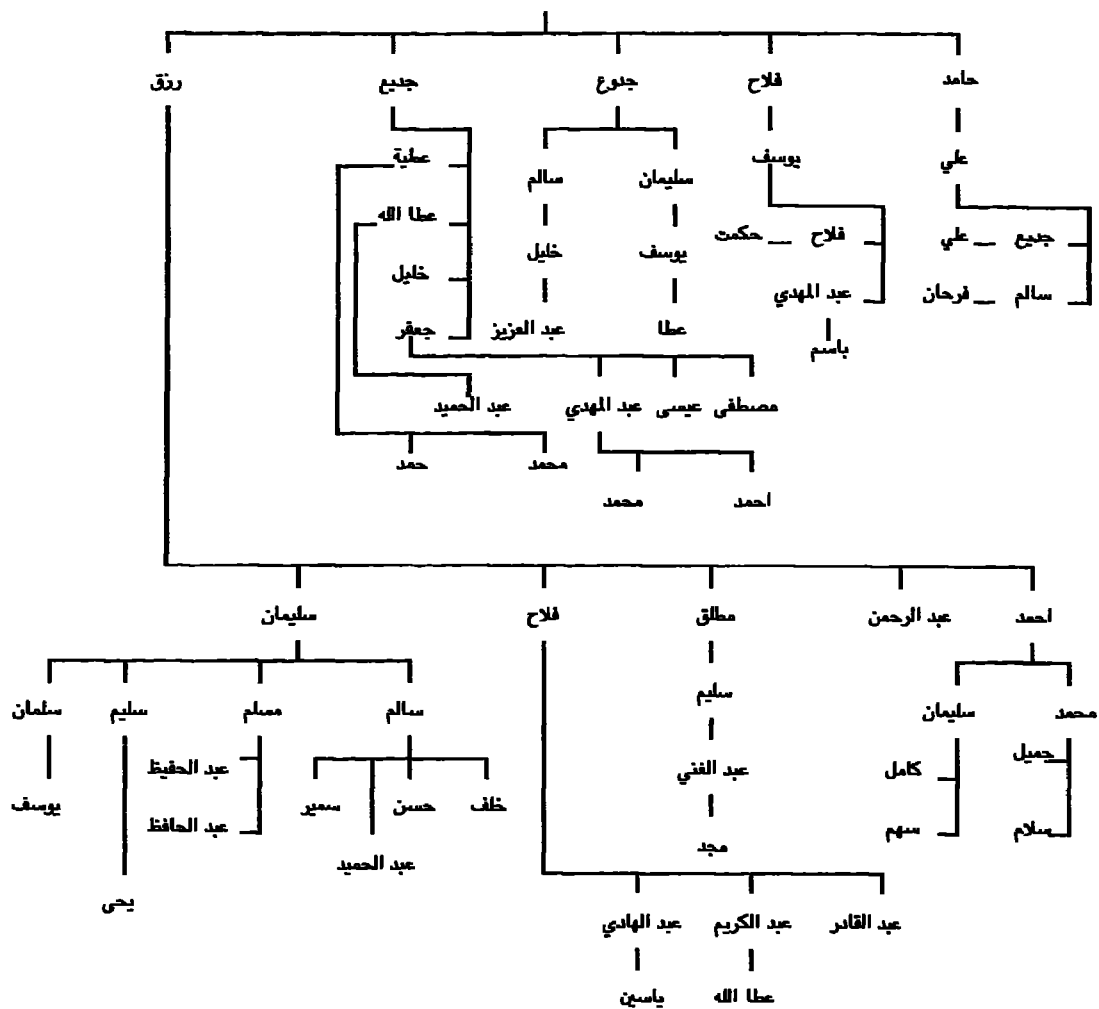 حامد فلاح جدوع جديع رزق
علي يوسف عطية
سليمان سالم
جديع علي فلاح حكمت عطا الله
يوسف خليل خليل
سالم فرحان عبد المهدي
عطا عبد العزيز جعفر
باسم
مصطفى عيسى عبد المهدي عبد الحميد
محمد حمد
احمد محمد
احمد عبد الرحمن مطلق فلاح سليمان
سليم
محمد سليمان سالم مسلم سليم سلمان
جميل كامل عبد الغني عبد الحفيظ
خلف حسن سمير يوسف
سلام سهم عبد الحافظ
مجد
عبد الحميد
يحى
عبد القادر عبد الكريم عبد الهادي
عطا الله ياسين